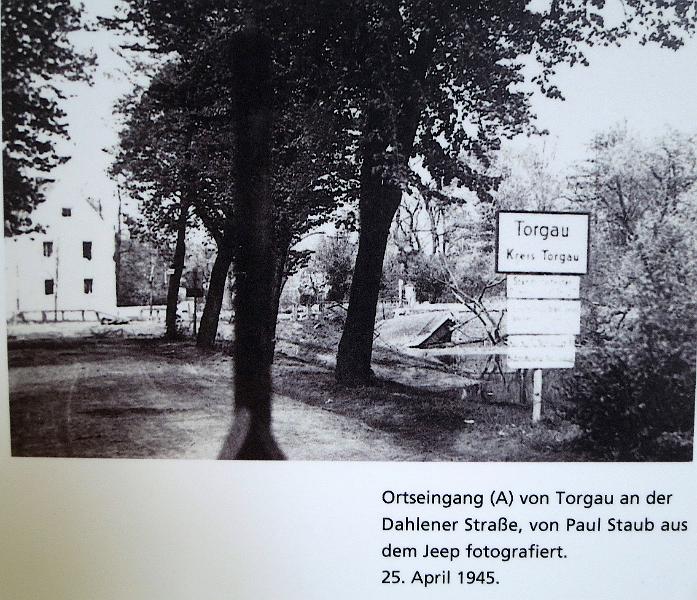 Torgau
Kreis Torgau
Ortseingang (A) von Torgau an der
Dahlener Straße, von Paul Staub aus
dem Jeep fotografiert.
25. April 1945.